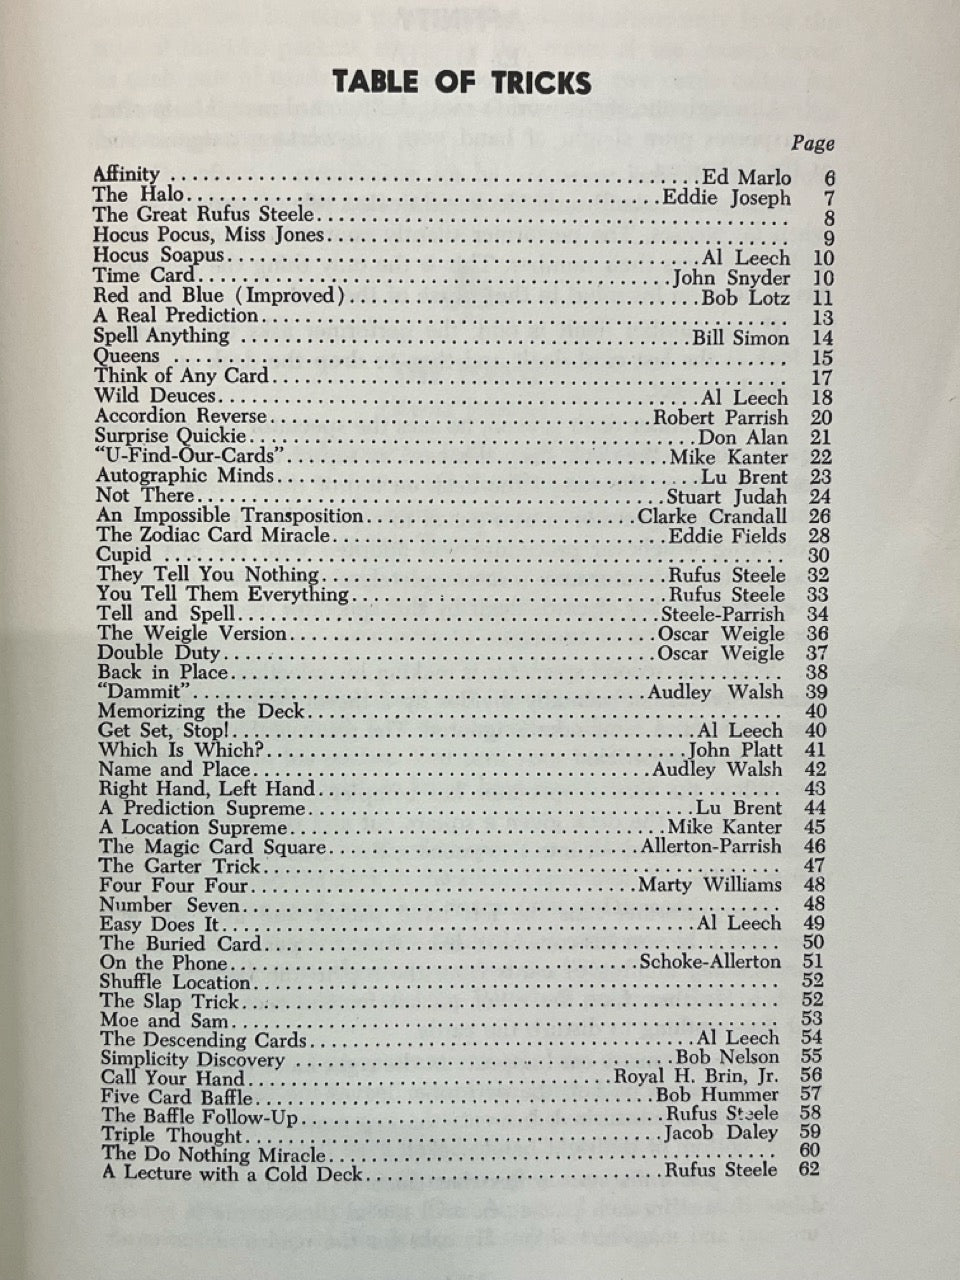 TABLE OF TRICKS
Page
Affinity ........ Ed Marlo 6
The Halo ........ Eddie Joseph 7
The Great Rufus Steele ........ 8
Hocus Pocus, Miss Jones ........ 9
Hocus Soapus ........ Al Leech 10
Time Card ........ John Snyder 10
Red and Blue (Improved) ........ Bob Lotz 11
A Real Prediction ........ 13
Spell Anything ........ Bill Simon 14
Queens ........ 15
Think of Any Card ........ 17
Wild Deuces ........ Al Leech 18
Accordion Reverse ........ Robert Parrish 20
Surprise Quickie ........ Don Alan 21
“U-Find-Our-Cards” ........ Mike Kanter 22
Autographic Minds ........ Lu Brent 23
Not There ........ Stuart Judah 24
An Impossible Transposition ........ Clarke Crandall 26
The Zodiac Card Miracle ........ Eddie Fields 28
Cupid ........ 30
They Tell You Nothing ........ Rufus Steele 32
You Tell Them Everything ........ Rufus Steele 33
Tell and Spell ........ Steele-Parrish 34
The Weigle Version ........ Oscar Weigle 36
Double Duty ........ Oscar Weigle 37
Back in Place ........ 38
“Dammit” ........ Audley Walsh 39
Memorizing the Deck ........ 40
Get Set, Stop! ........ Al Leech 40
Which Is Which? ........ John Platt 41
Name and Place ........ Audley Walsh 42
Right Hand, Left Hand ........ 43
A Prediction Supreme ........ Lu Brent 44
A Location Supreme ........ Mike Kanter 45
The Magic Card Square ........ Allerton-Parrish 46
The Garter Trick ........ 47
Four Four Four ........ Marty Williams 48
Number Seven ........ 48
Easy Does It ........ Al Leech 49
The Buried Card ........ 50
On the Phone ........ Schoke-Allerton 51
Shuffle Location ........ 52
The Slap Trick ........ 52
Moe and Sam ........ 53
The Descending Cards ........ Al Leech 54
Simplicity Discovery ........ Bob Nelson 55
Call Your Hand ........ Royal H. Brin, Jr. 56
Five Card Baffle ........ Bob Hummer 57
The Baffle Follow-Up ........ Rufus Steele 58
Triple Thought ........ Jacob Daley 59
The Do Nothing Miracle ........ 60
A Lecture with a Cold Deck ........ Rufus Steele 62